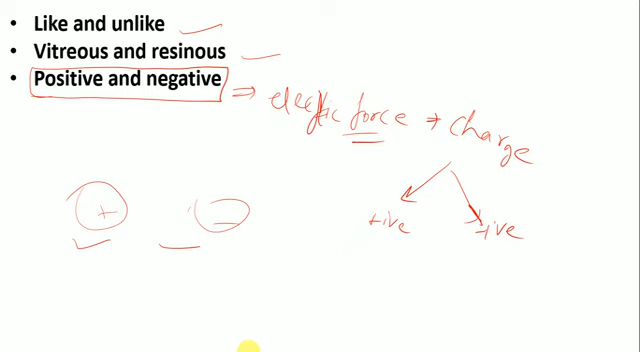 • Like and unlike
• Vitreous and resinous
• Positive and negative
⇒ electric force → charge
+ive -ive
+ −